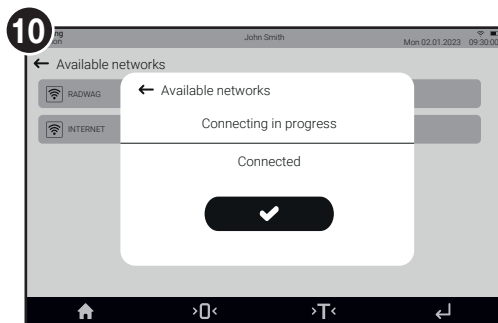 10
John Smith
Mon 02.01.2023 09:30:00
← Available networks
RADWAG
INTERNET
← Available networks
Connecting in progress
Connected
>0<
>T<